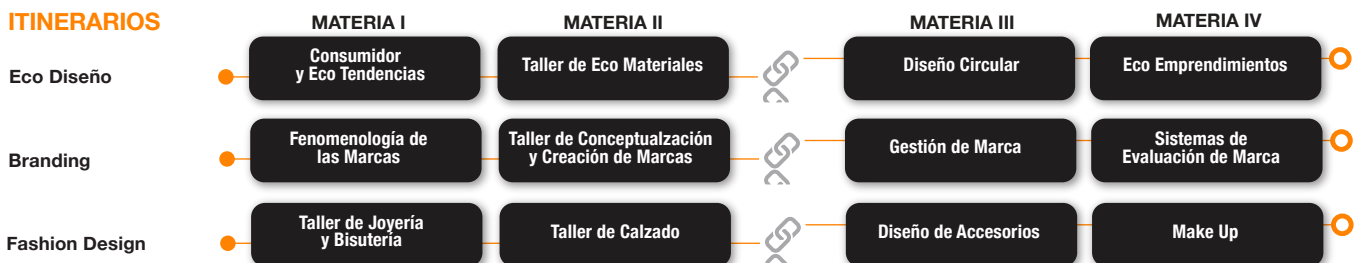 ITINERARIOS
MATERIA I
MATERIA II
MATERIA III
MATERIA IV
Eco Diseño
Consumidor
y Eco Tendencias
Taller de Eco Materiales
Diseño Circular
Eco Emprendimientos
Branding
Fenomenología de
las Marcas
Taller de Conceptualzación
y Creación de Marcas
Gestión de Marca
Sistemas de
Evaluación de Marca
Fashion Design
Taller de Joyería
y Bisutería
Taller de Calzado
Diseño de Accesorios
Make Up